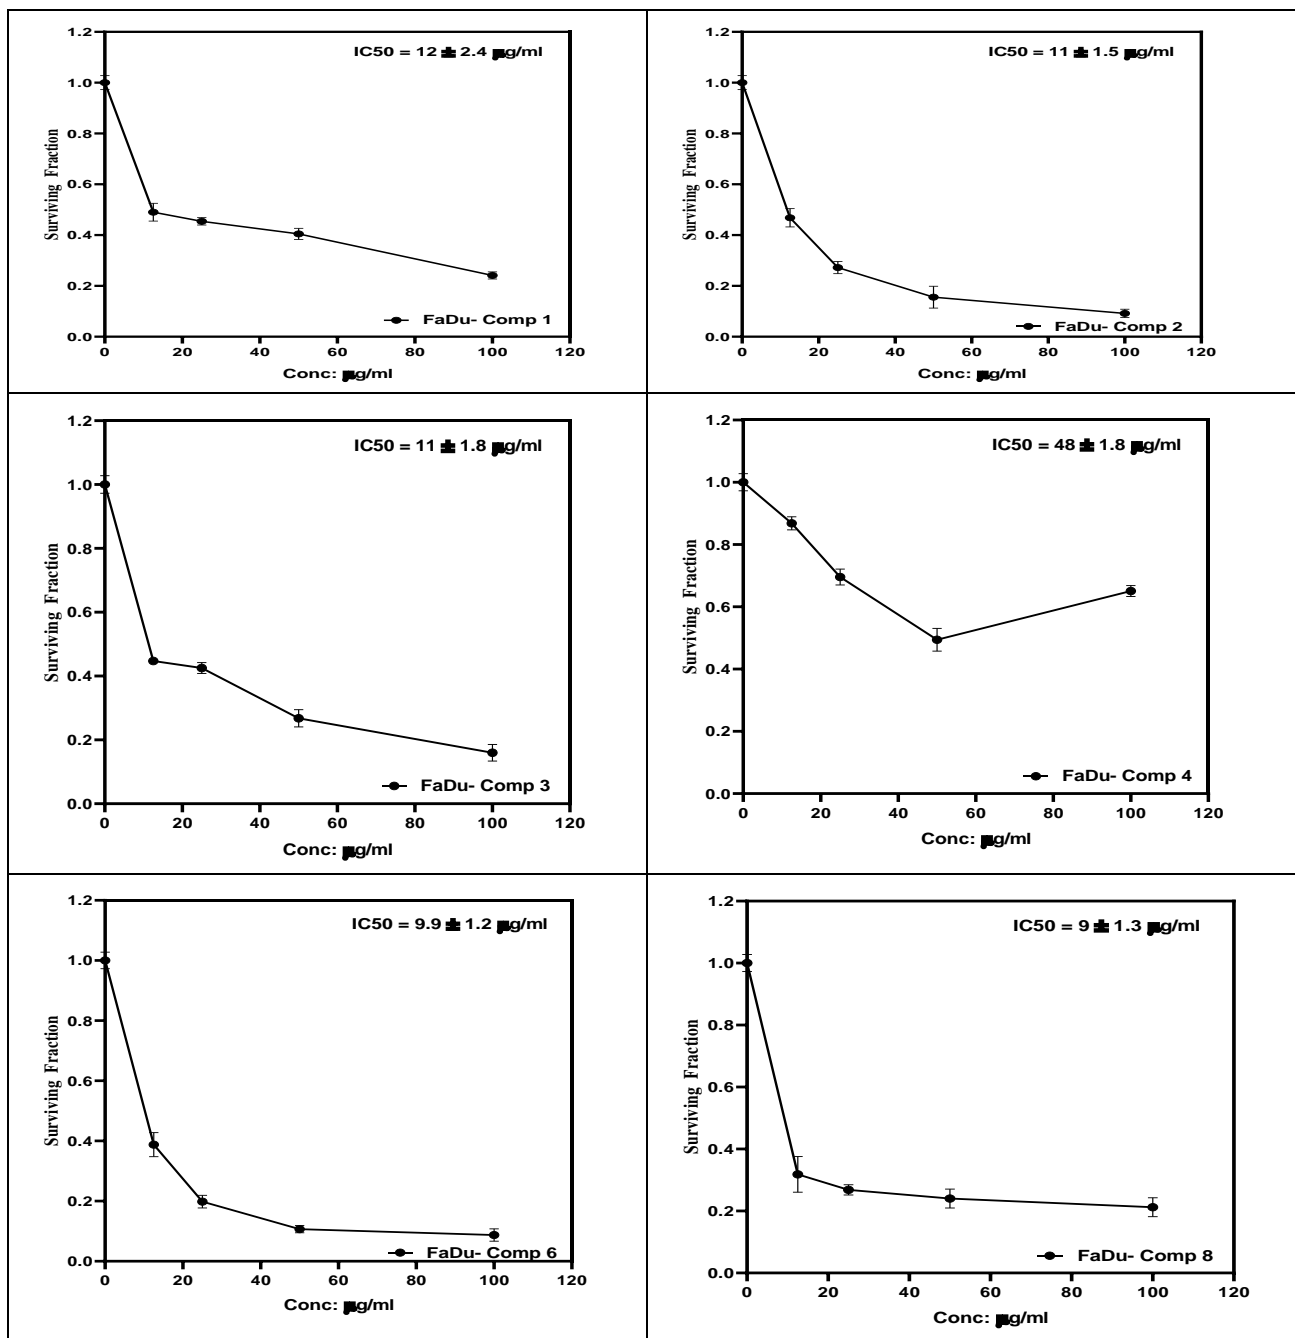 1.2
IC50 = 12 ± 2.4 µg/ml
1.0
0.8
0.6
0.4
0.2
0.0
Surviving Fraction
FaDu- Comp 1
0 20 40 60 80 100 120
Conc: µg/ml
1.2
IC50 = 11 ± 1.5 µg/ml
1.0
0.8
0.6
0.4
0.2
0.0
Surviving Fraction
FaDu- Comp 2
0 20 40 60 80 100 120
Conc: µg/ml
1.2
IC50 = 11 ± 1.8 µg/ml
1.0
0.8
0.6
0.4
0.2
0.0
Surviving Fraction
FaDu- Comp 3
0 20 40 60 80 100 120
Conc: µg/ml
1.2
IC50 = 48 ± 1.8 µg/ml
1.0
0.8
0.6
0.4
0.2
0.0
Surviving Fraction
FaDu- Comp 4
0 20 40 60 80 100 120
Conc: µg/ml
1.2
IC50 = 9.9 ± 1.2 µg/ml
1.0
0.8
0.6
0.4
0.2
0.0
Surviving Fraction
FaDu- Comp 6
0 20 40 60 80 100 120
Conc: µg/ml
1.2
IC50 = 9 ± 1.3 µg/ml
1.0
0.8
0.6
0.4
0.2
0.0
Surviving Fraction
FaDu- Comp 8
0 20 40 60 80 100 120
Conc: µg/ml